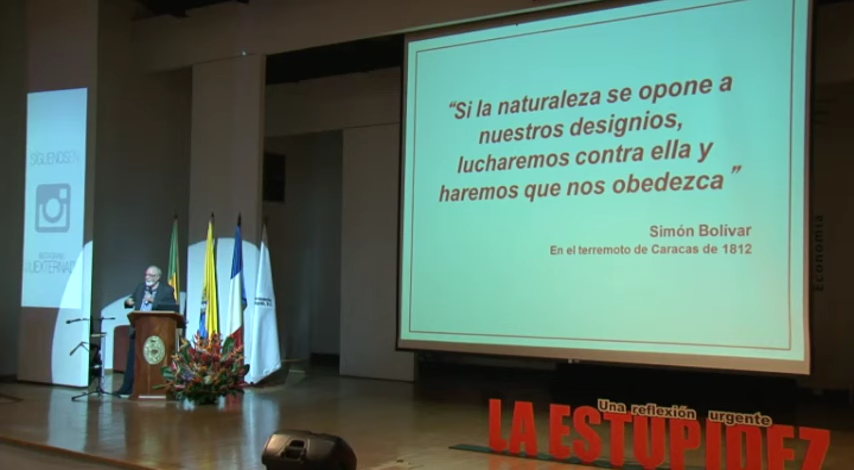 SÍGUENOS EN
"Si la naturaleza se opone a
nuestros designios,
lucharemos contra ella y
haremos que nos obedezca"
Simón Bolívar
En el terremoto de Caracas de 1812
Economía
Una reflexión urgente
LA ESTUPIDEZ